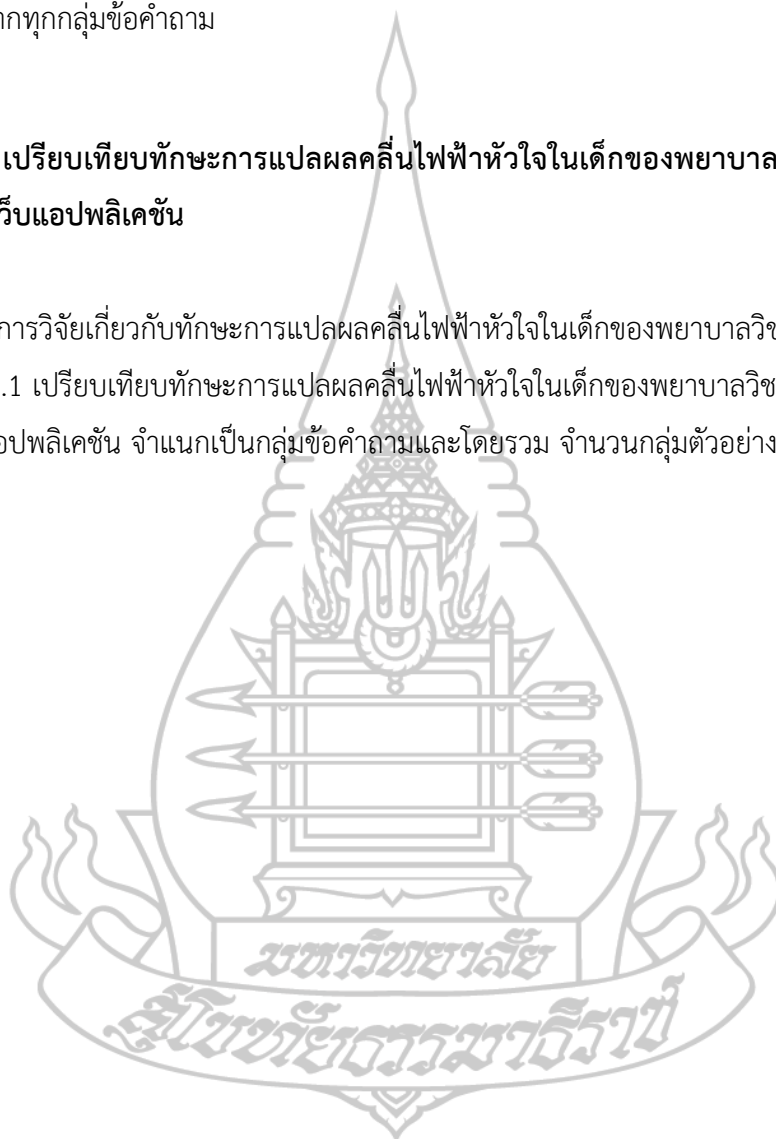 ากทุกกลุ่มข้อคำถาม
เปรียบเทียบทักษะการแปลผลคลื่นไฟฟ้าหัวใจในเด็กของพยาบาล
ว็บแอปพลิเคชัน
การวิจัยเกี่ยวกับทักษะการแปลผลคลื่นไฟฟ้าหัวใจในเด็กของพยาบาลวิช
.1 เปรียบเทียบทักษะการแปลผลคลื่นไฟฟ้าหัวใจในเด็กของพยาบาลวิช
อปพลิเคชัน จำแนกเป็นกลุ่มข้อคำถามและโดยรวม จำนวนกลุ่มตัวอย่าง
มหาวิทยาลัย
สุโขทัยธรรมาธิราช